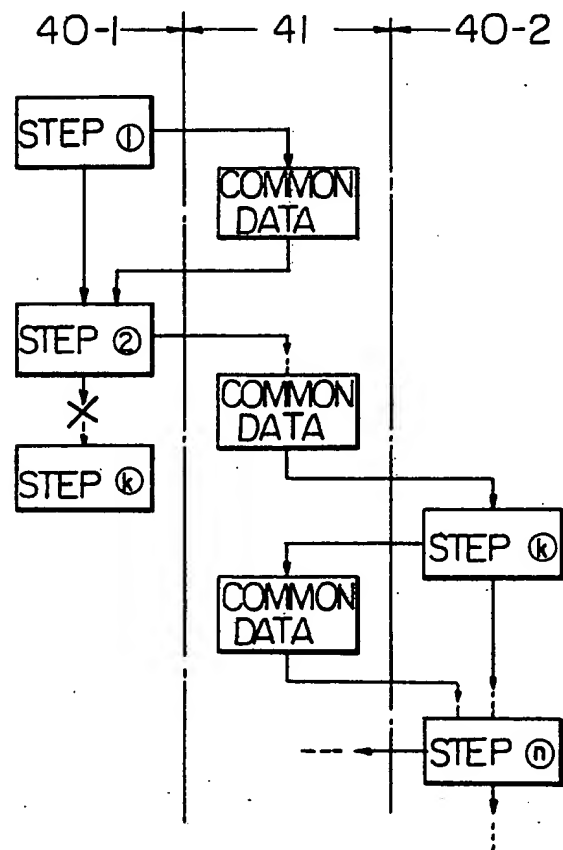 40-1 41 40-2
STEP ①
COMMON
DATA
STEP ②
COMMON
DATA
STEP ⓚ
STEP ⓚ
COMMON
DATA
STEP ⓝ